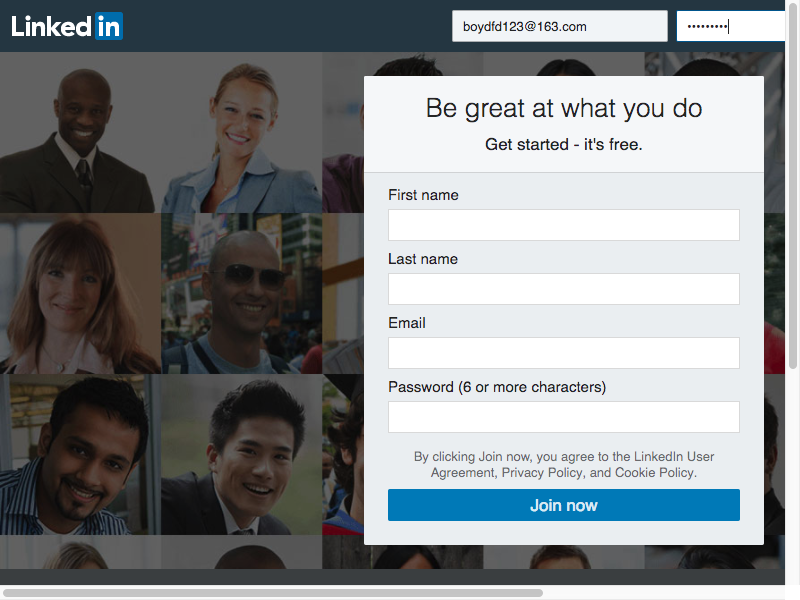 Linked in
boydfd123@163.com
•••••••••
Be great at what you do
Get started - it's free.
First name
Last name
Email
Password (6 or more characters)
By clicking Join now, you agree to the LinkedIn User
Agreement, Privacy Policy, and Cookie Policy.
Join now